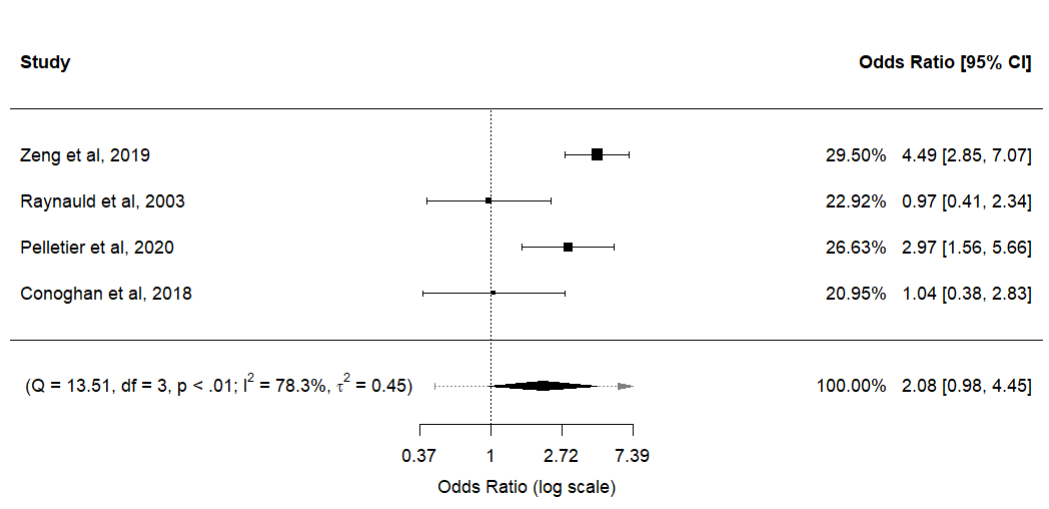 Study Odds Ratio [95% CI]
Zeng et al, 2019 29.50% 4.49 [2.85, 7.07]
Raynauld et al, 2003 22.92% 0.97 [0.41, 2.34]
Pelletier et al, 2020 26.63% 2.97 [1.56, 5.66]
Conoghan et al, 2018 20.95% 1.04 [0.38, 2.83]
(Q = 13.51, df = 3, p < .01; I² = 78.3%, τ² = 0.45) 100.00% 2.08 [0.98, 4.45]
0.37 1 2.72 7.39
Odds Ratio (log scale)